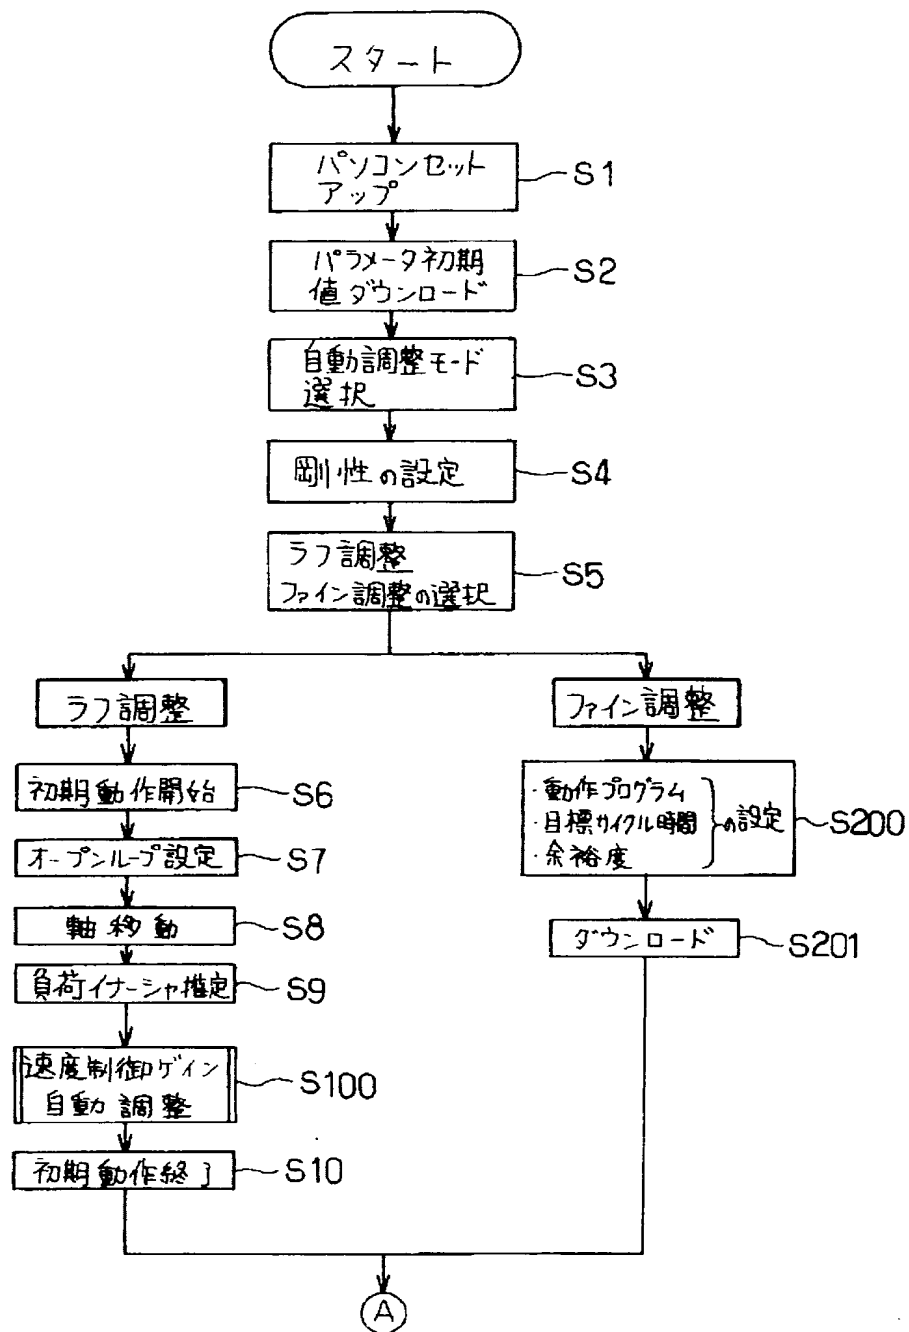 スタート
パソコンセット
アップ
S1
パラメータ初期
値ダウンロード
S2
自動調整モード
選択
S3
剛性の設定
S4
ラフ調整
ファイン調整の選択
S5
ラフ調整
初期動作開始
S6
オープンループ設定
S7
軸移動
S8
負荷イナーシャ推定
S9
速度制御ゲイン
自動調整
S100
初期動作終了
S10
ファイン調整
・動作プログラム
・目標サイクル時間
・余裕度
の設定
S200
ダウンロード
S201
A